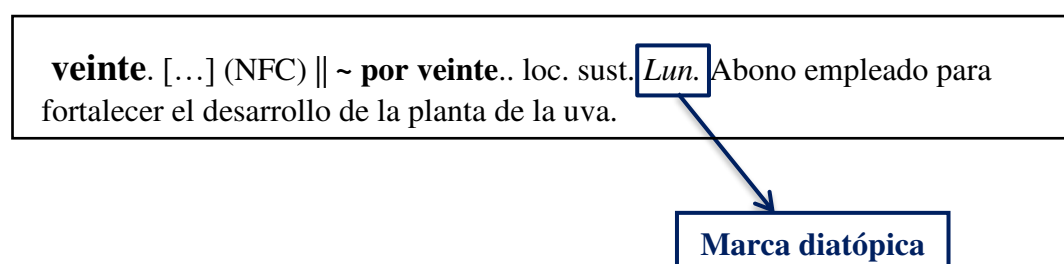 veinte. […] (NFC) || ~ por veinte.. loc. sust. Lun. Abono empleado para
fortalecer el desarrollo de la planta de la uva.
Marca diatópica